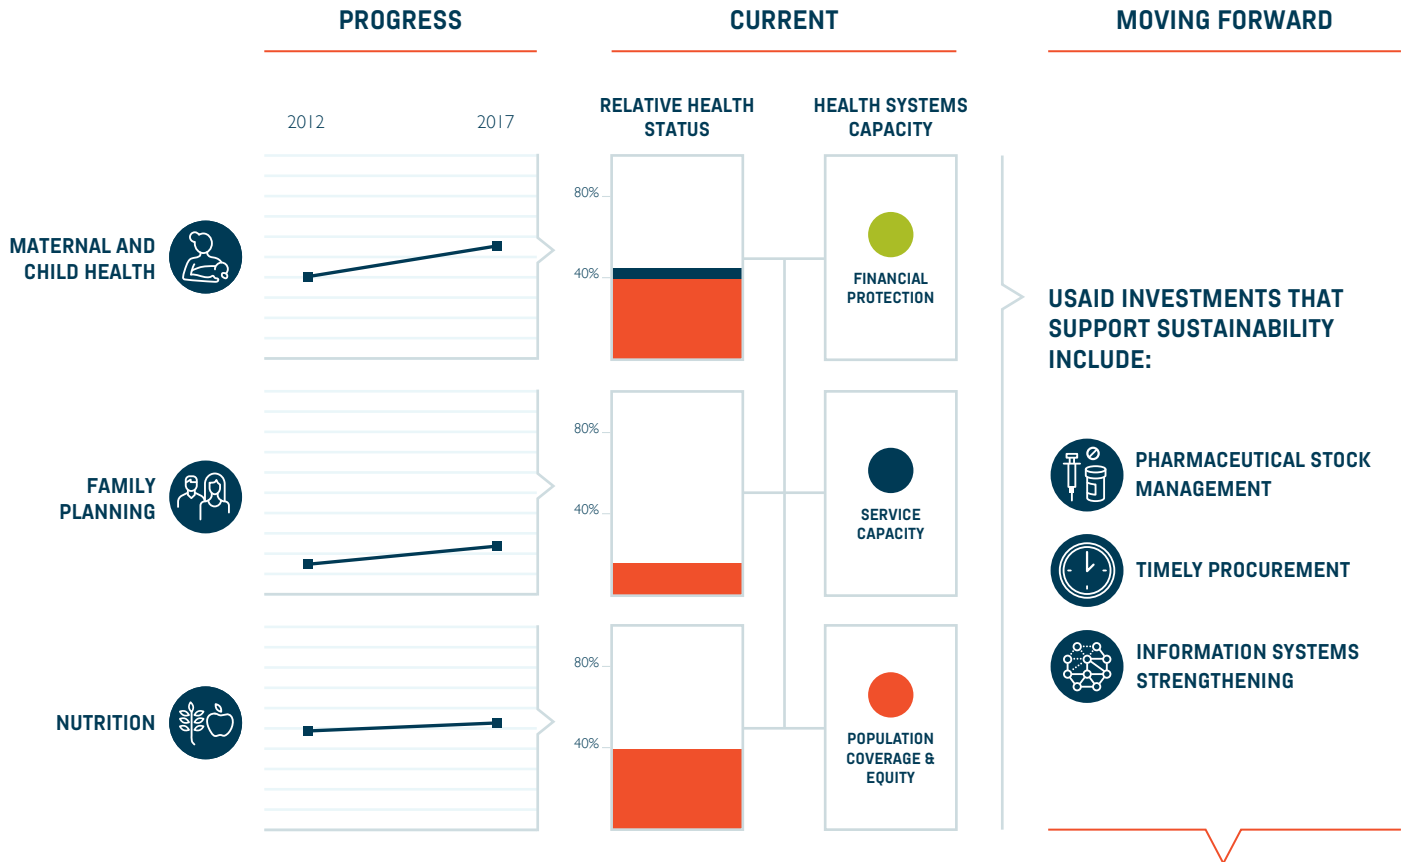 PROGRESS
CURRENT
MOVING FORWARD
2012
2017
RELATIVE HEALTH
STATUS
HEALTH SYSTEMS
CAPACITY
MATERNAL AND
CHILD HEALTH
80%
40%
FINANCIAL
PROTECTION
FAMILY
PLANNING
80%
40%
SERVICE
CAPACITY
NUTRITION
80%
40%
POPULATION
COVERAGE &
EQUITY
USAID INVESTMENTS THAT
SUPPORT SUSTAINABILITY
INCLUDE:
PHARMACEUTICAL STOCK
MANAGEMENT
TIMELY PROCUREMENT
INFORMATION SYSTEMS
STRENGTHENING